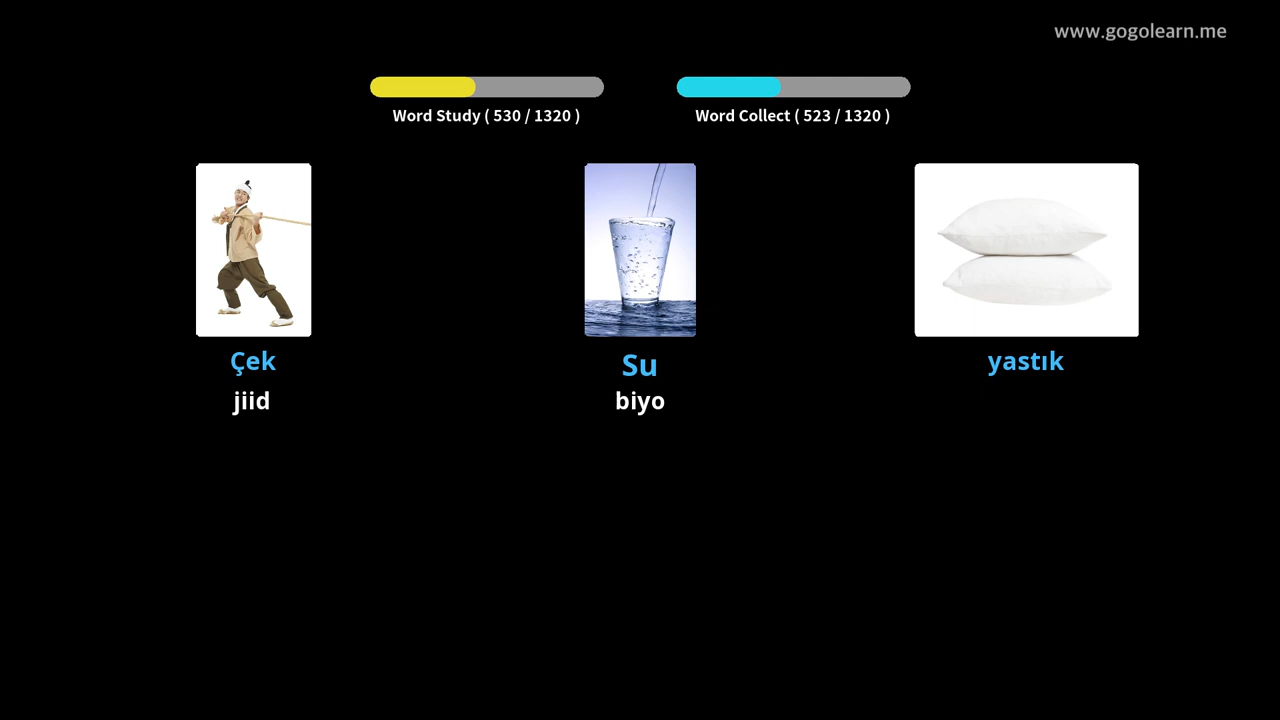 www.gogolearn.me
Word Study ( 530 / 1320 )
Word Collect ( 523 / 1320 )
Çek
Su
yastık
jiid
biyo